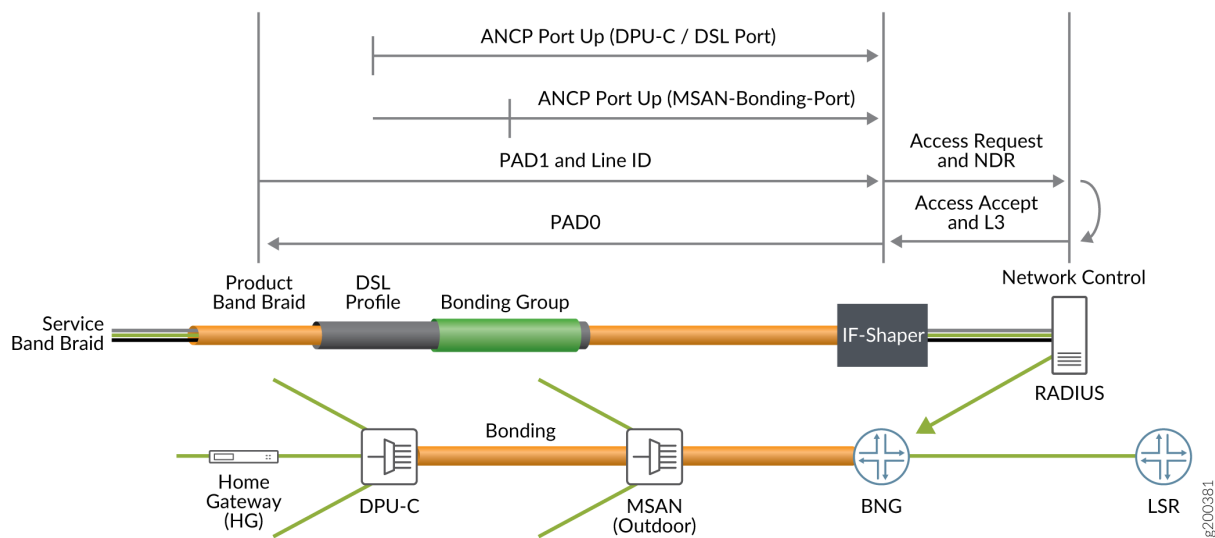 ANCP Port Up (DPU-C / DSL Port)
ANCP Port Up (MSAN-Bonding-Port)
PAD1 and Line ID
Access Request
and NDR
Access Accept
and L3
PAD0
Product
Band Braid
DSL
Profile
Bonding Group
Network Control
Service
Band Braid
IF-Shaper
RADIUS
Bonding
Home
Gateway
(HG)
DPU-C
MSAN
(Outdoor)
BNG
LSR
g200381